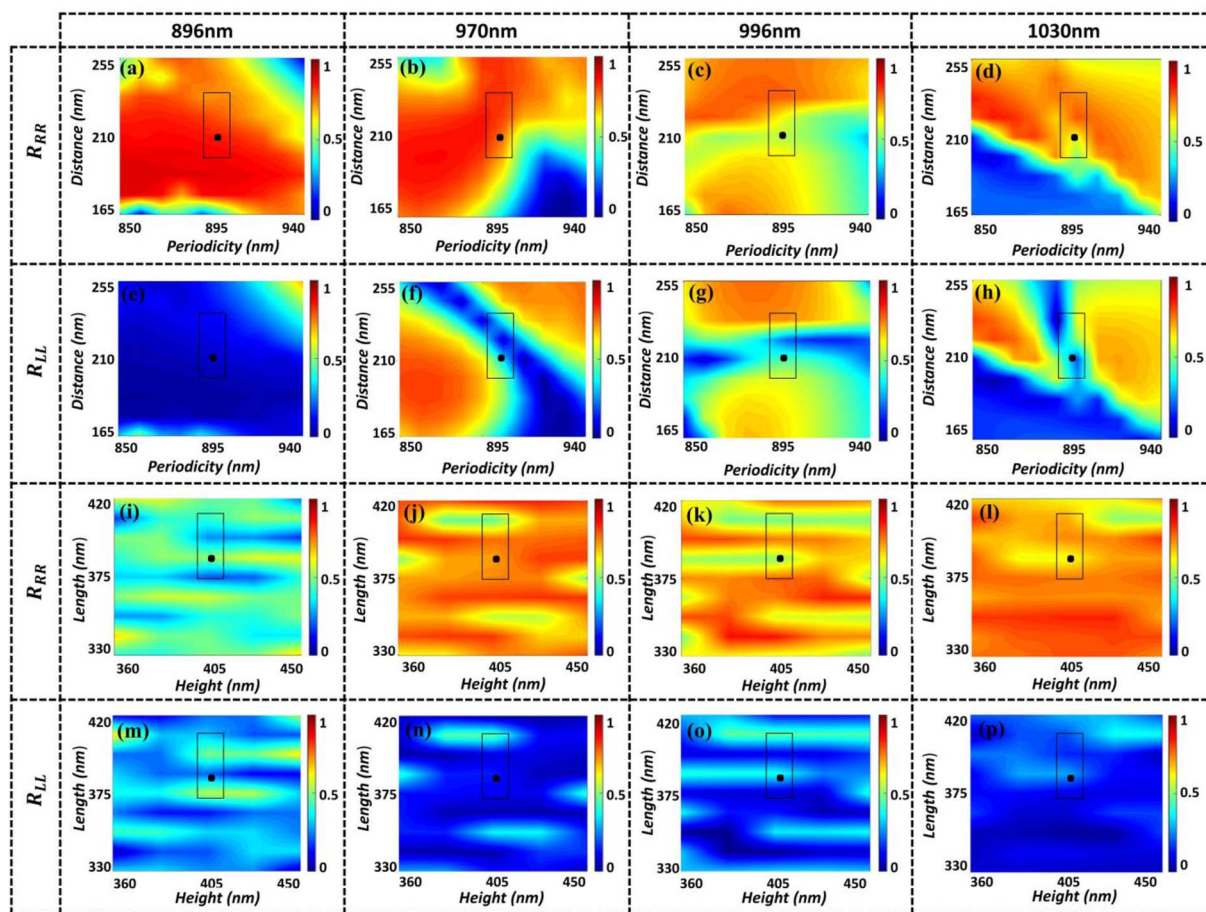 896nm 970nm 996nm 1030nm
R_RR
(a)
255
210
165
Distance (nm)
850 895 940
Periodicity (nm)
1
0.5
0
(b)
255
210
165
Distance (nm)
850 895 940
Periodicity (nm)
1
0.5
0
(c)
255
210
165
Distance (nm)
850 895 940
Periodicity (nm)
1
0.5
0
(d)
255
210
165
Distance (nm)
850 895 940
Periodicity (nm)
1
0.5
0
R_LL
(e)
255
210
165
Distance (nm)
850 895 940
Periodicity (nm)
1
0.5
0
(f)
255
210
165
Distance (nm)
850 895 940
Periodicity (nm)
1
0.5
0
(g)
255
210
165
Distance (nm)
850 895 940
Periodicity (nm)
1
0.5
0
(h)
255
210
165
Distance (nm)
850 895 940
Periodicity (nm)
1
0.5
0
R_RR
(i)
420
375
330
Length (nm)
360 405 450
Height (nm)
1
0.5
0
(j)
420
375
330
Length (nm)
360 405 450
Height (nm)
1
0.5
0
(k)
420
375
330
Length (nm)
360 405 450
Height (nm)
1
0.5
0
(l)
420
375
330
Length (nm)
360 405 450
Height (nm)
1
0.5
0
R_LL
(m)
420
375
330
Length (nm)
360 405 450
Height (nm)
1
0.5
0
(n)
420
375
330
Length (nm)
360 405 450
Height (nm)
1
0.5
0
(o)
420
375
330
Length (nm)
360 405 450
Height (nm)
1
0.5
0
(p)
420
375
330
Length (nm)
360 405 450
Height (nm)
1
0.5
0